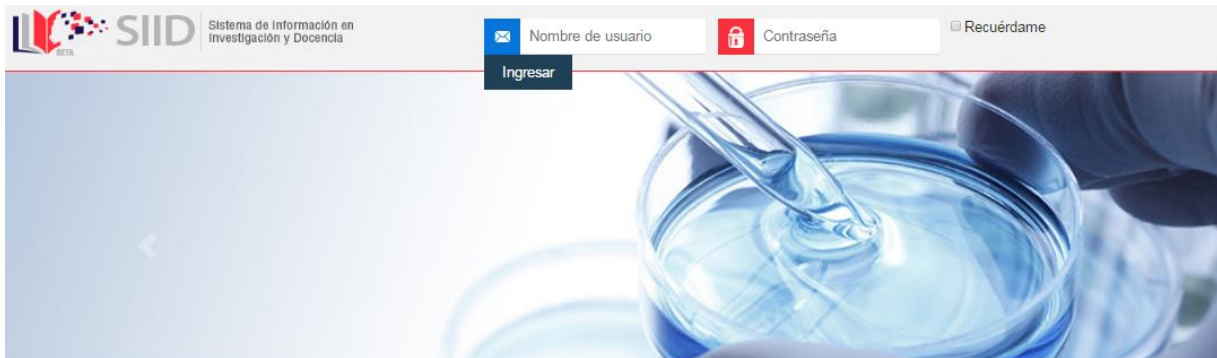 BETA
SIID
Sistema de Información en
Investigación y Docencia
Nombre de usuario
Contraseña
Recuérdame
Ingresar